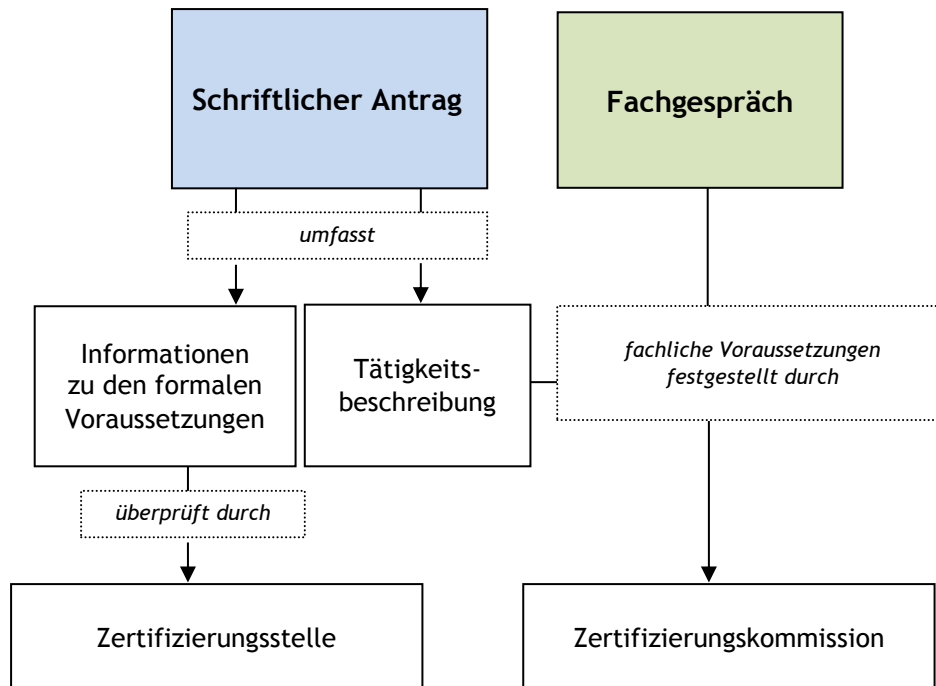 Schriftlicher Antrag
Fachgespräch
umfasst
Informationen
zu den formalen
Voraussetzungen
Tätigkeits-
beschreibung
fachliche Voraussetzungen
festgestellt durch
überprüft durch
Zertifizierungsstelle
Zertifizierungskommission